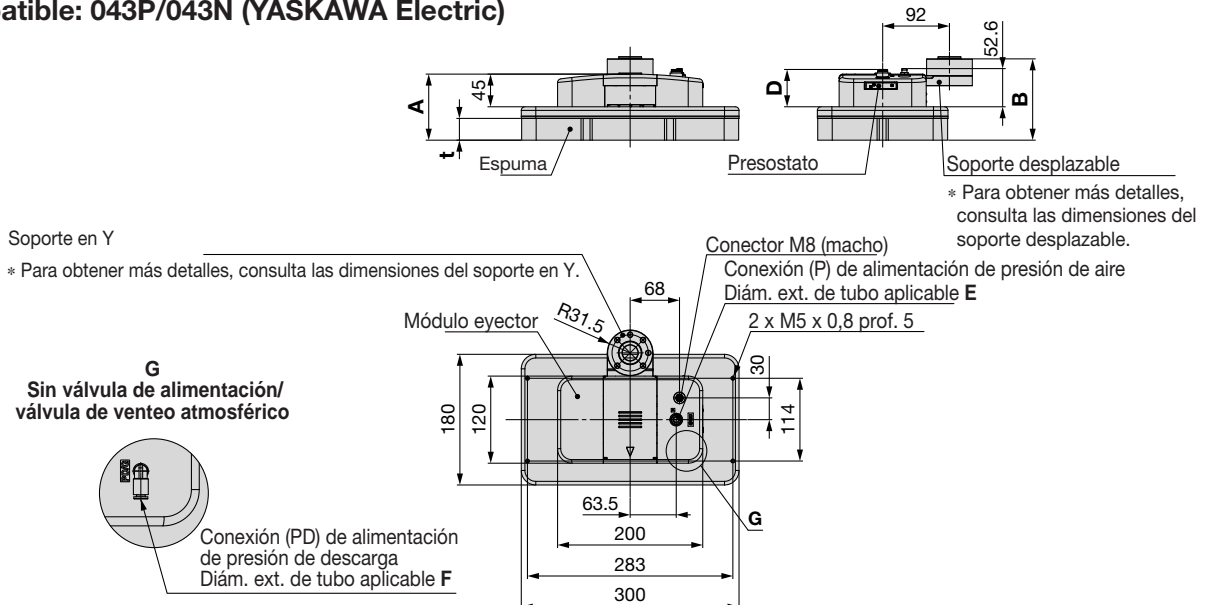 patible: 043P/043N (YASKAWA Electric)
92
52.6
A
45
t
D
B
Espuma
Presostato
Soporte desplazable
* Para obtener más detalles,
consulta las dimensiones del
soporte desplazable.
Soporte en Y
* Para obtener más detalles, consulta las dimensiones del soporte en Y.
Conector M8 (macho)
Conexión (P) de alimentación de presión de aire
Diám. ext. de tubo aplicable E
68
R31.5
Módulo eyector
2 x M5 x 0,8 prof. 5
30
180
120
114
63.5
G
200
283
300
G
Sin válvula de alimentación/
válvula de venteo atmosférico
Conexión (PD) de alimentación
de presión de descarga
Diám. ext. de tubo aplicable F